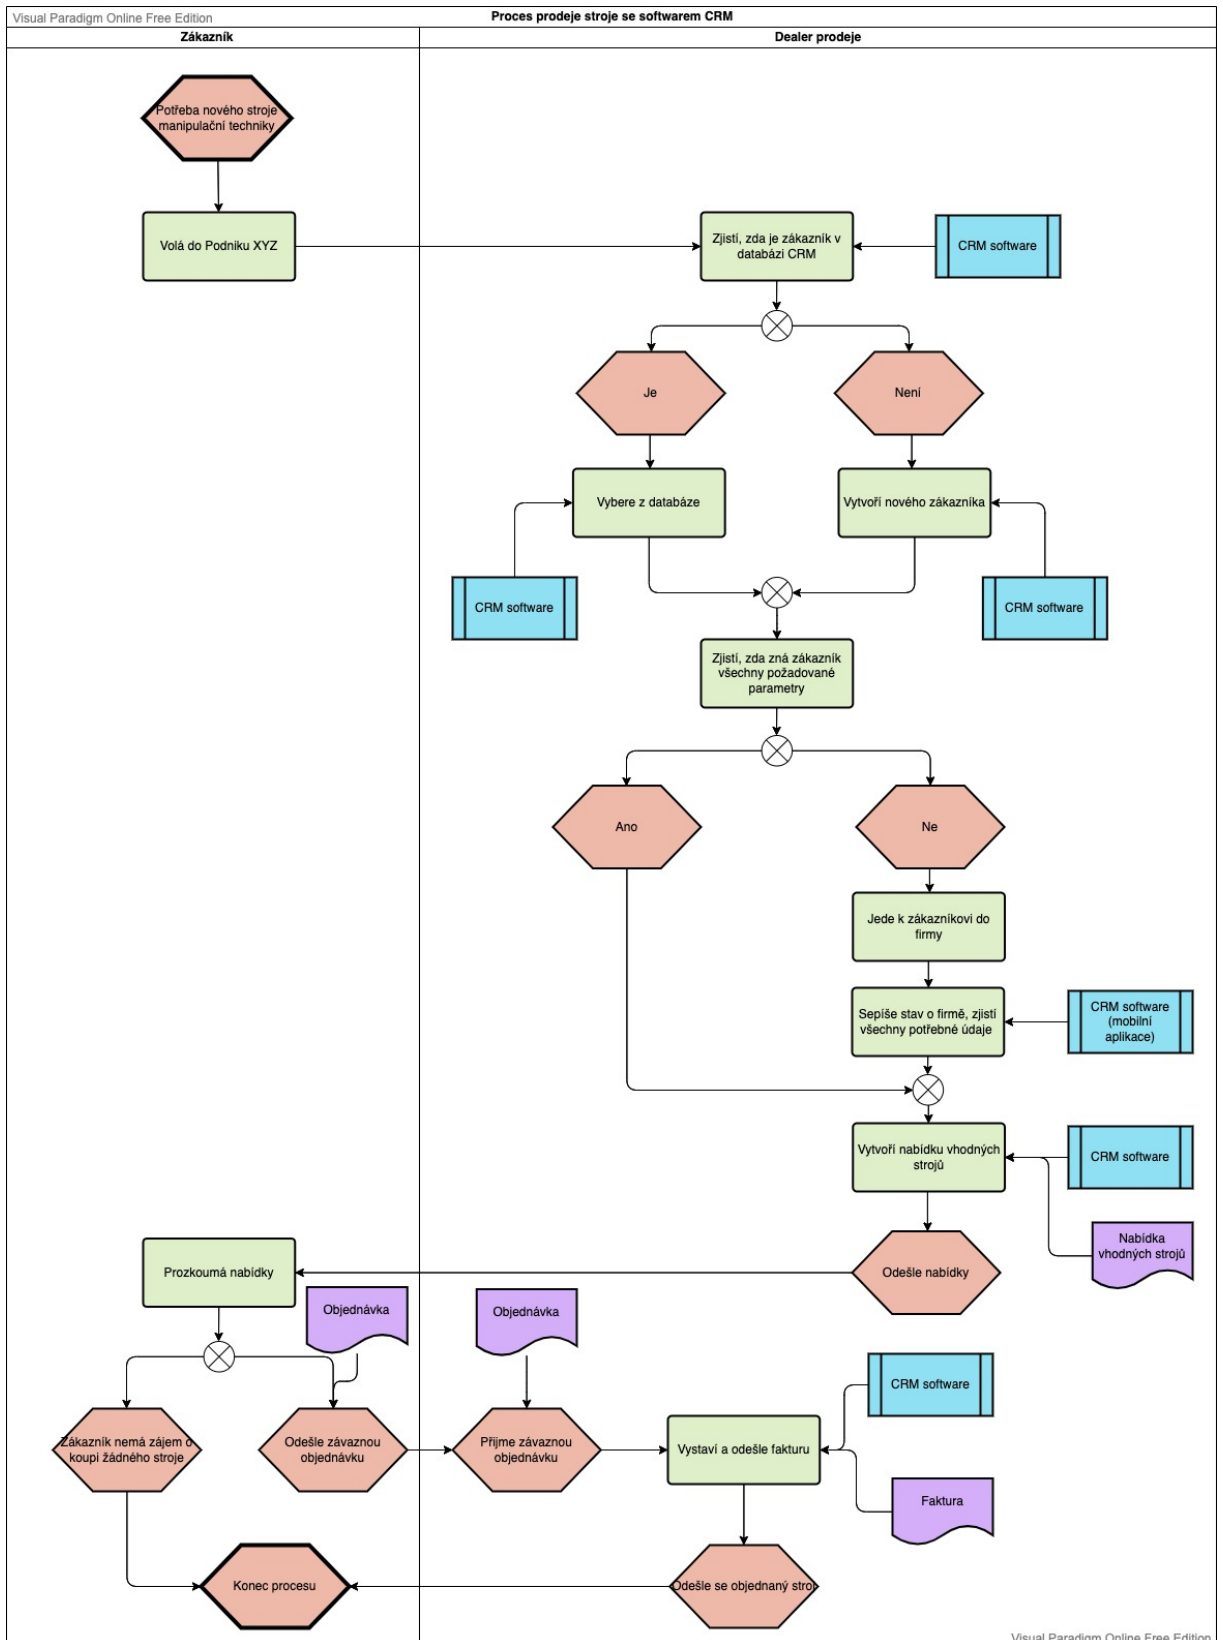 Visual Paradigm Online Free Edition
Proces prodeje stroje se softwarem CRM
Zákazník
Dealer prodeje
Potřeba nového stroje
manipulační techniky
Volá do Podniku XYZ
Zjistí, zda je zákazník v
databázi CRM
CRM software
Je
Není
Vybere z databáze
Vytvoří nového zákazníka
CRM software
CRM software
Zjistí, zda zná zákazník
všechny požadované
parametry
Ano
Ne
Jede k zákazníkovi do
firmy
Sepíše stav o firmě, zjistí
všechny potřebné údaje
CRM software
(mobilní
aplikace)
Vytvoří nabídku vhodných
strojů
CRM software
Nabídka
vhodných strojů
Prozkoumá nabídky
Odešle nabídky
Objednávka
Objednávka
CRM software
Zákazník nemá zájem o
koupi žádného stroje
Odešle závaznou
objednávku
Přijme závaznou
objednávku
Vystaví a odešle fakturu
Faktura
Konec procesu
Odešle se objednaný stroj
Visual Paradigm Online Free Edition